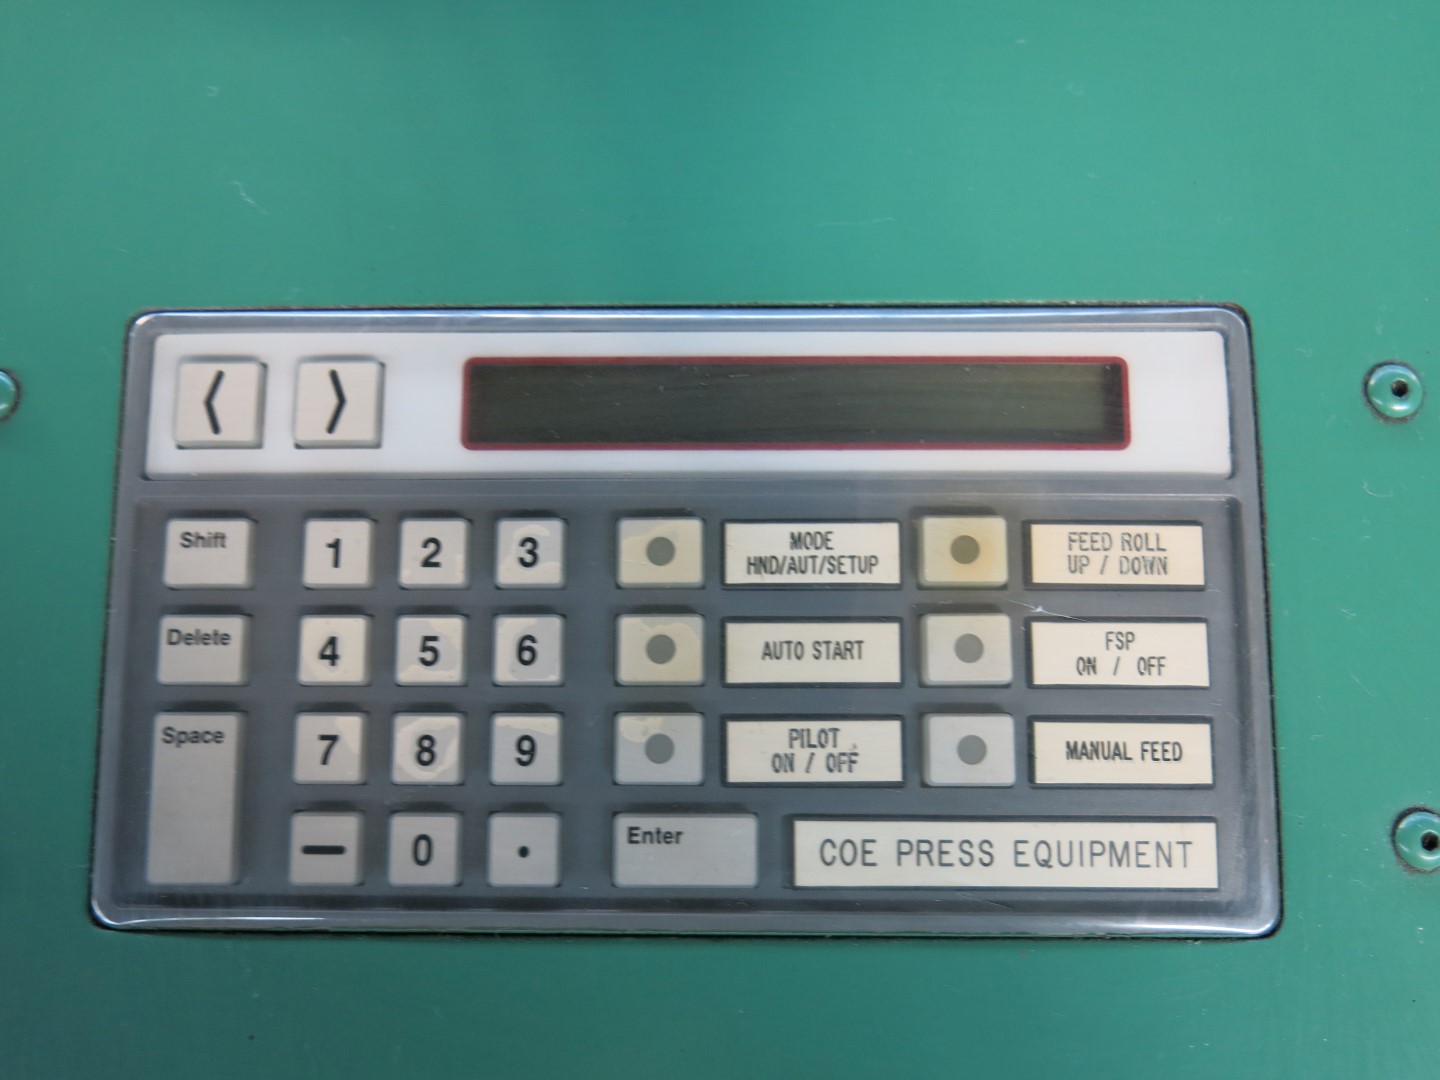 < >
Shift 1 2 3 MODE
HND/AUT/SETUP
FEED ROLL
UP / DOWN
Delete 4 5 6 AUTO START
FSP
ON / OFF
Space 7 8 9 PILOT
ON / OFF
MANUAL FEED
– 0 . Enter COE PRESS EQUIPMENT